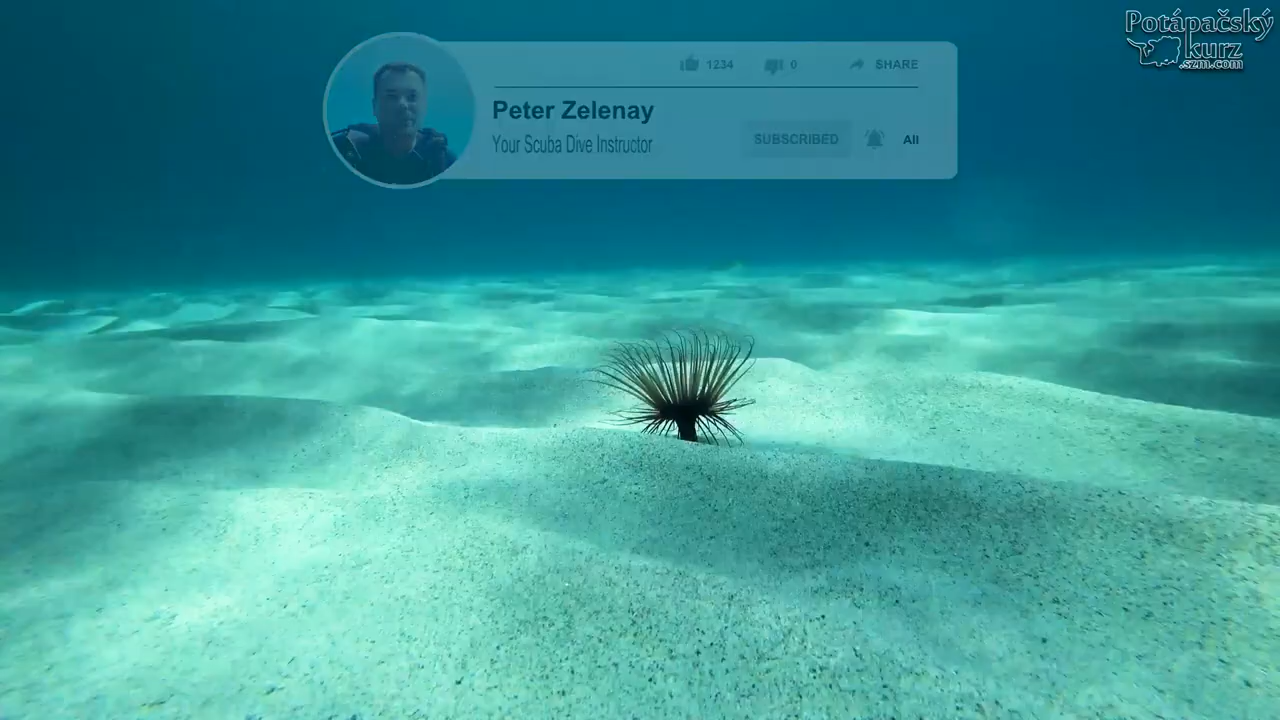 Potápačský
kurz
.szm.com
1234 0 SHARE
Peter Zelenay
Your Scuba Dive Instructor
SUBSCRIBED All